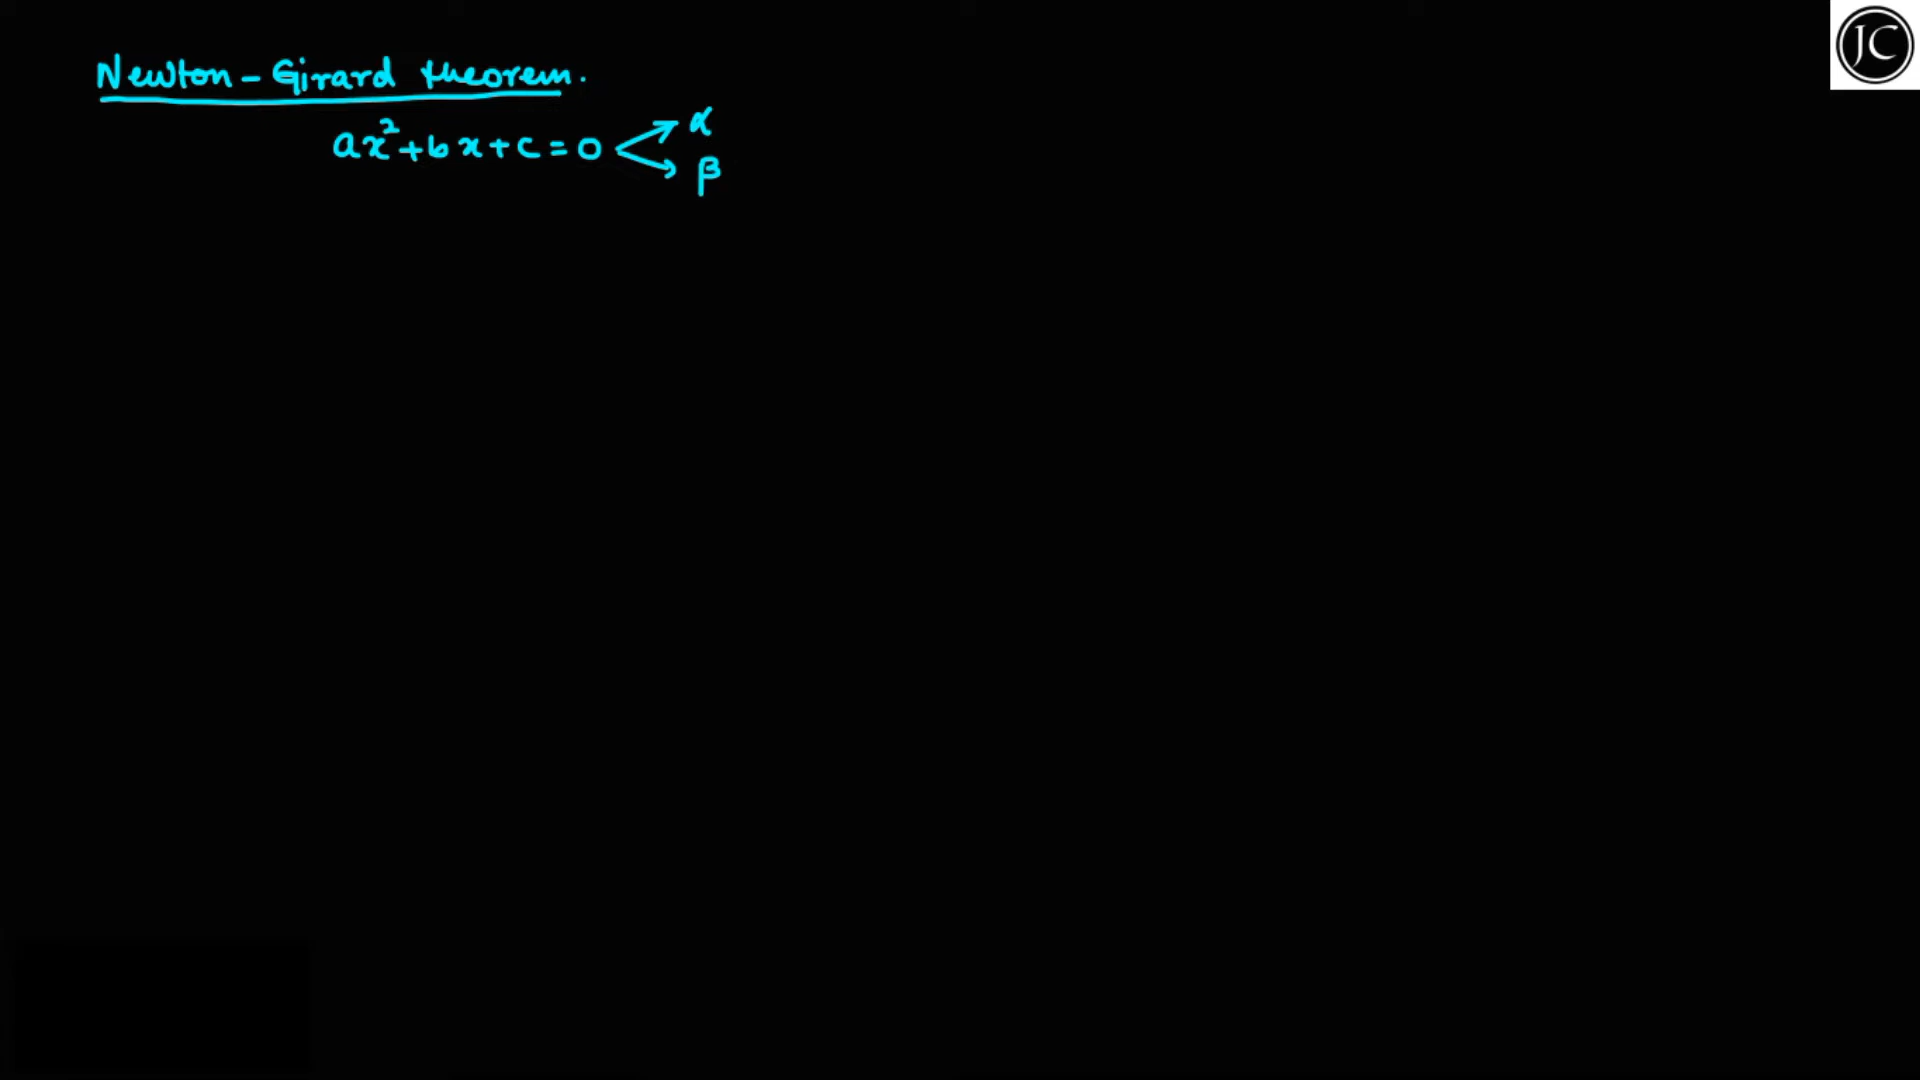 Newton - Girard theorem.
ax²+bx+c=0
α
β
JC